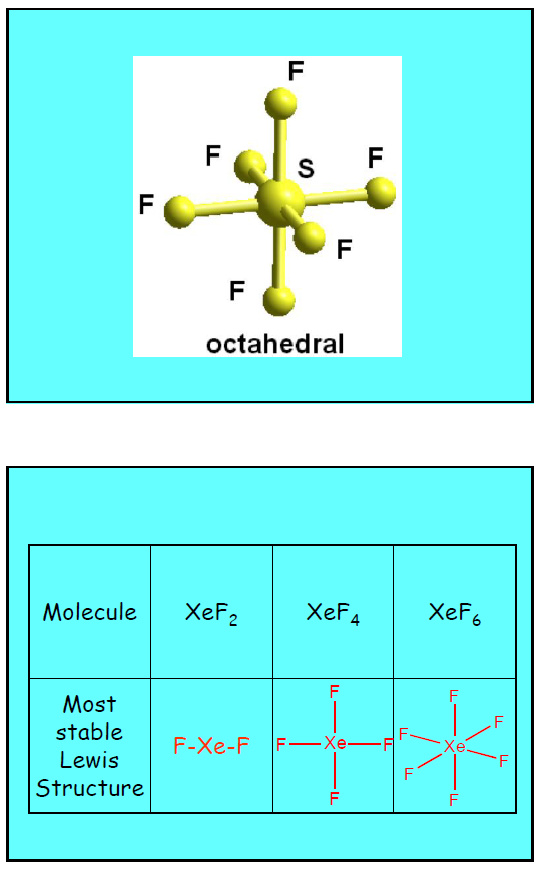 F
F
S
F
F
F
F
octahedral
Molecule
XeF₂
XeF₄
XeF₆
Most
stable
Lewis
Structure
F-Xe-F
F
F Xe F
F
F
F
F Xe
F
F
F